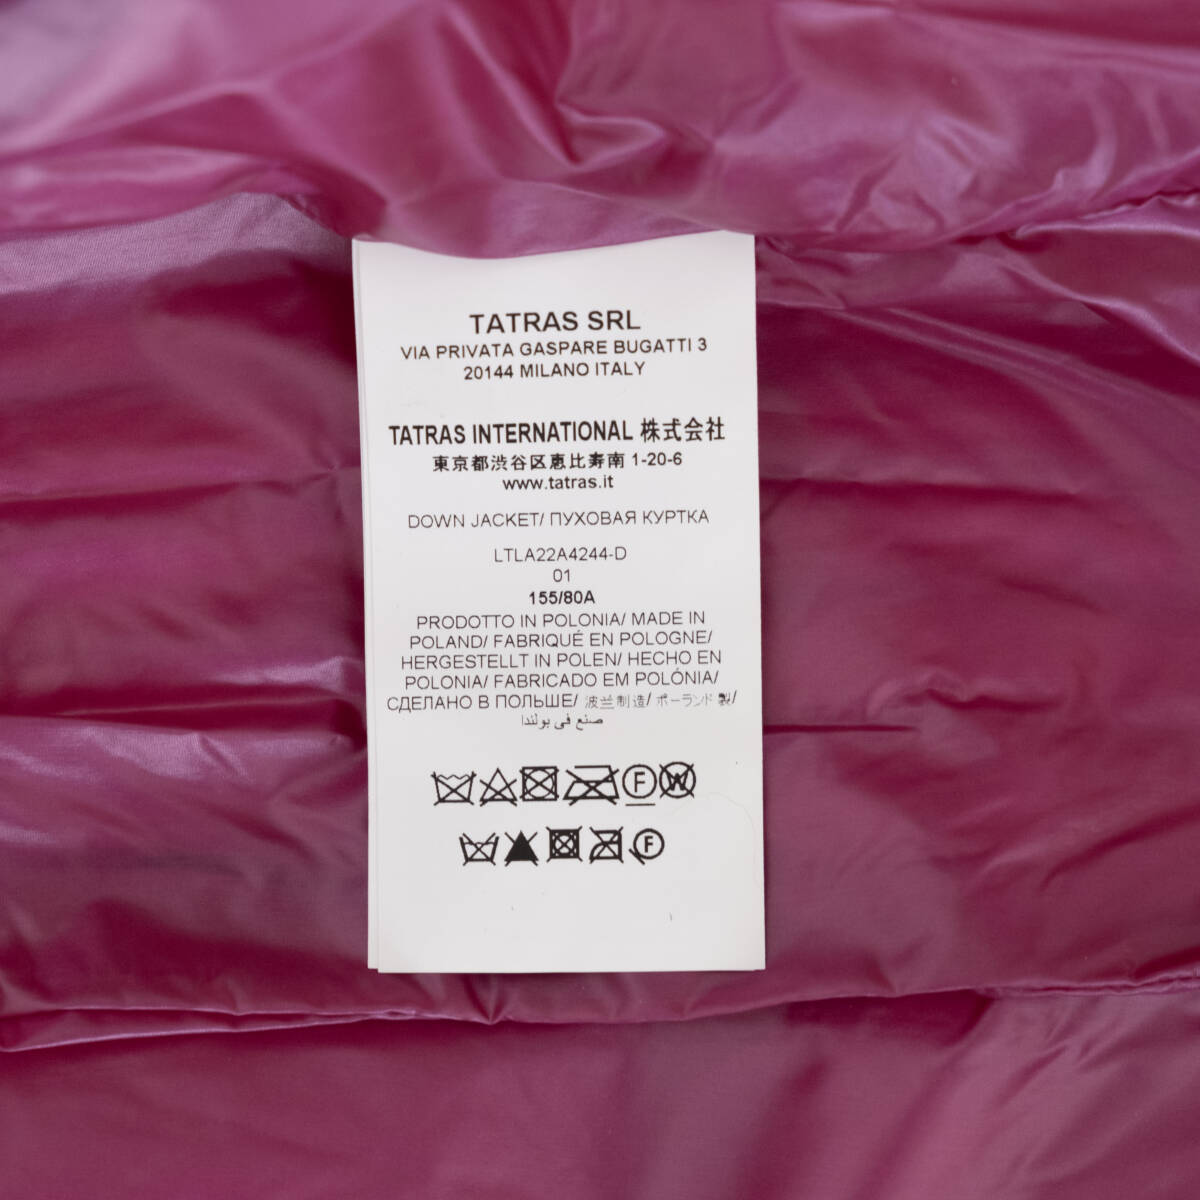 TATRAS SRL
VIA PRIVATA GASPARE BUGATTI 3
20144 MILANO ITALY
TATRAS INTERNATIONAL 株式会社
東京都渋谷区恵比寿南 1-20-6
www.tatras.it
DOWN JACKET/ ПУХОВАЯ КУРТКА
LTLA22A4244-D
01
155/80A
PRODOTTO IN POLONIA/ MADE IN
POLAND/ FABRIQUÉ EN POLOGNE/
HERGESTELLT IN POLEN/ HECHO EN
POLONIA/ FABRICADO EM POLÓNIA/
СДЕЛАНО В ПОЛЬШЕ/ 波兰制造/ ポーランド 製/
صنع في بولندا
F W
F